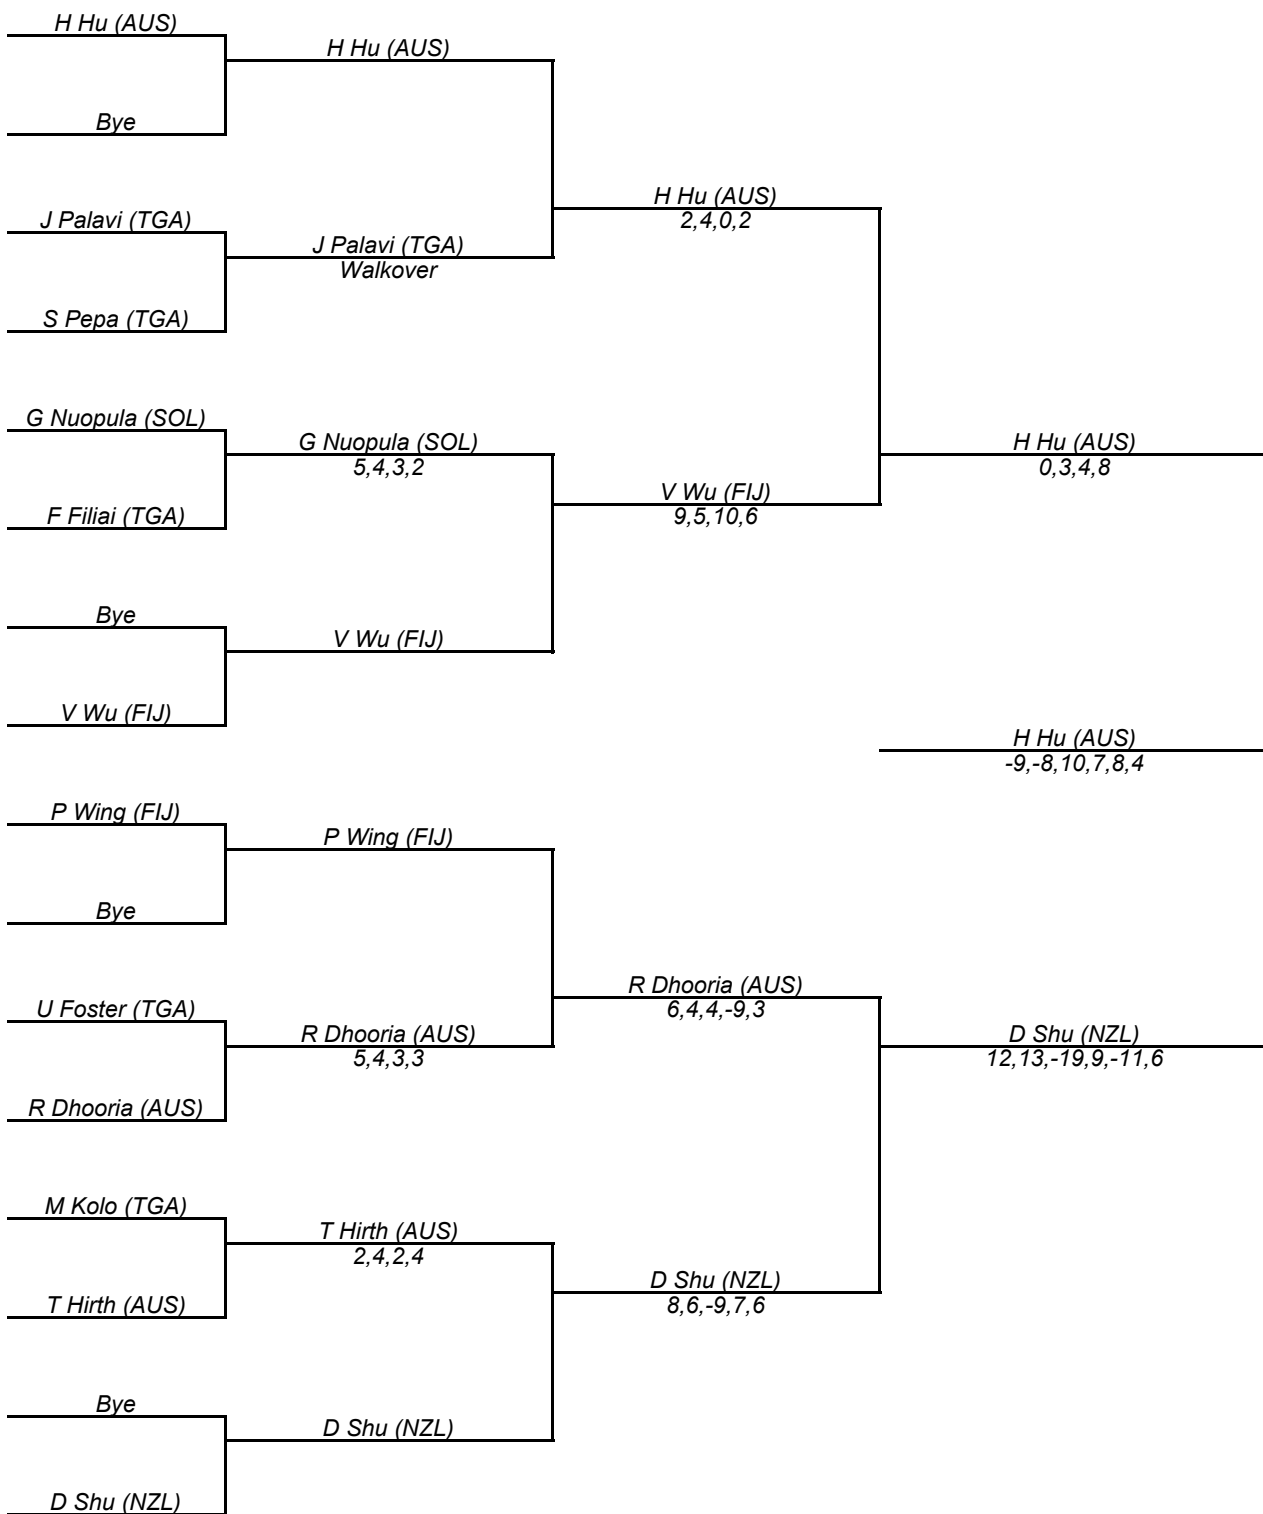 H Hu (AUS)
H Hu (AUS)
Bye
H Hu (AUS)
2,4,0,2
J Palavi (TGA)
J Palavi (TGA)
Walkover
S Pepa (TGA)
G Nuopula (SOL)
G Nuopula (SOL)
5,4,3,2
H Hu (AUS)
0,3,4,8
F Filiai (TGA)
V Wu (FIJ)
9,5,10,6
Bye
V Wu (FIJ)
V Wu (FIJ)
H Hu (AUS)
-9,-8,10,7,8,4
P Wing (FIJ)
P Wing (FIJ)
Bye
R Dhooria (AUS)
6,4,4,-9,3
U Foster (TGA)
R Dhooria (AUS)
5,4,3,3
D Shu (NZL)
12,13,-19,9,-11,6
R Dhooria (AUS)
M Kolo (TGA)
T Hirth (AUS)
2,4,2,4
D Shu (NZL)
8,6,-9,7,6
T Hirth (AUS)
Bye
D Shu (NZL)
D Shu (NZL)